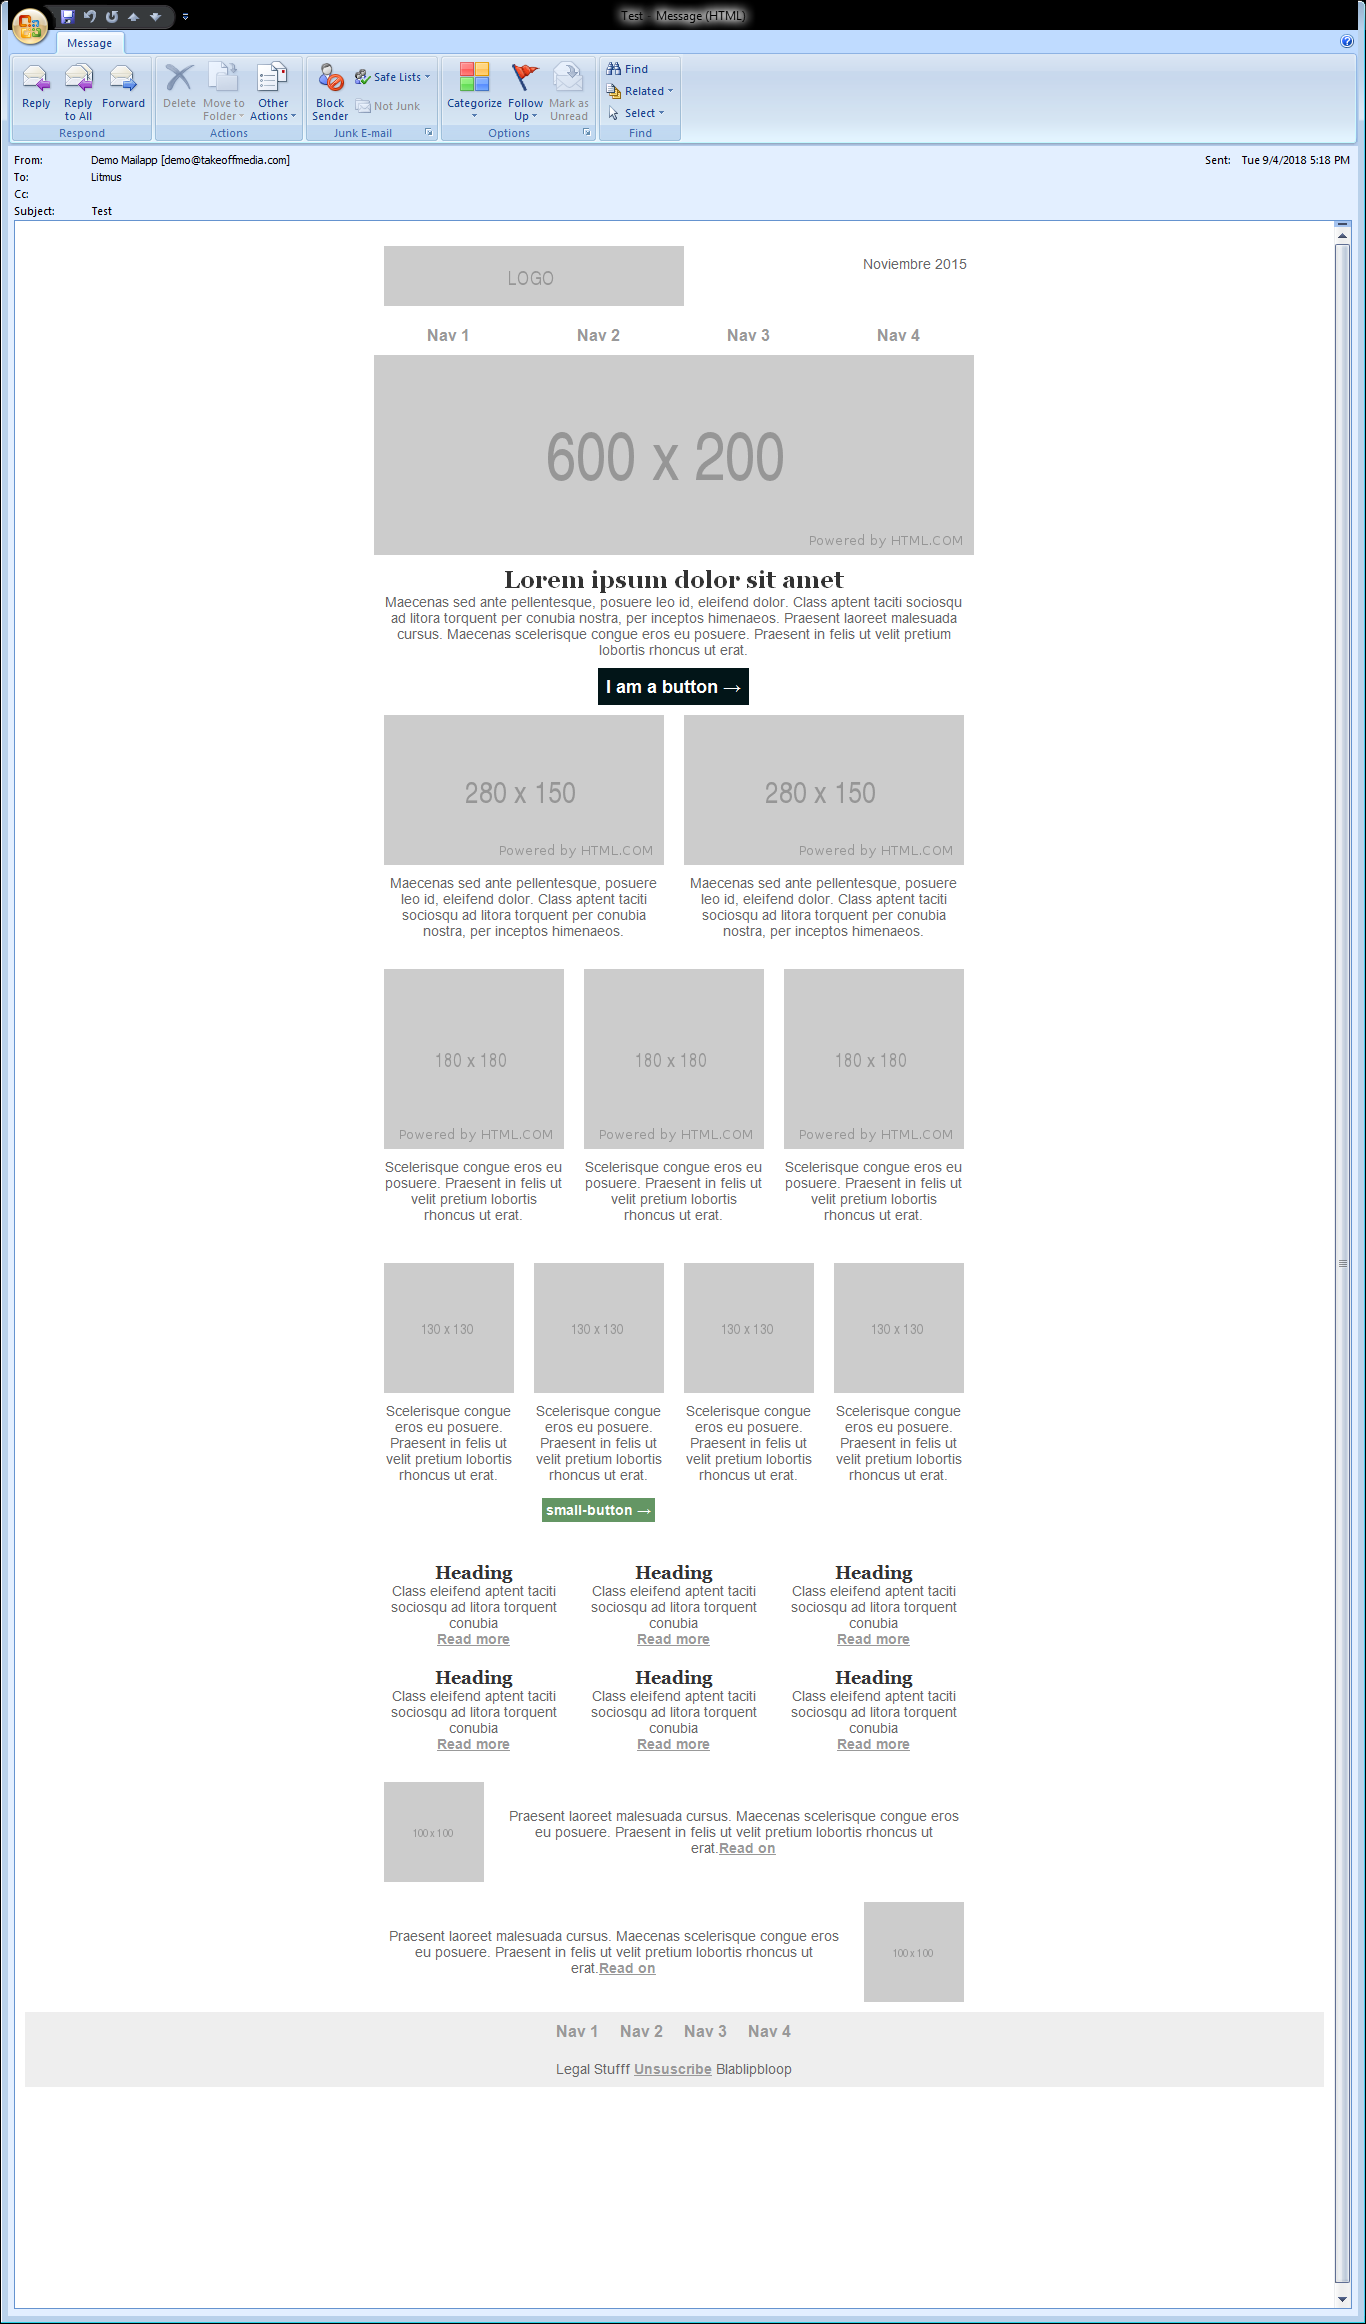 Test - Message (HTML)
Message
Reply
Reply to All
Forward
Delete
Move to Folder
Other Actions
Block Sender
Safe Lists
Not Junk
Categorize
Follow Up
Mark as Unread
Find
Related
Select
Respond
Actions
Junk E-mail
Options
Find
From: Demo Mailapp [demo@takeoffmedia.com]
Sent: Tue 9/4/2018 5:18 PM
To: Litmus
Cc:
Subject: Test
LOGO
Noviembre 2015
Nav 1 Nav 2 Nav 3 Nav 4
600 x 200
Powered by HTML.COM
Lorem ipsum dolor sit amet
Maecenas sed ante pellentesque, posuere leo id, eleifend dolor. Class aptent taciti sociosqu
ad litora torquent per conubia nostra, per inceptos himenaeos. Praesent laoreet malesuada
cursus. Maecenas scelerisque congue eros eu posuere. Praesent in felis ut velit pretium
lobortis rhoncus ut erat.
I am a button →
280 x 150
Powered by HTML.COM
Maecenas sed ante pellentesque, posuere
leo id, eleifend dolor. Class aptent taciti
sociosqu ad litora torquent per conubia
nostra, per inceptos himenaeos.
280 x 150
Powered by HTML.COM
Maecenas sed ante pellentesque, posuere
leo id, eleifend dolor. Class aptent taciti
sociosqu ad litora torquent per conubia
nostra, per inceptos himenaeos.
180 x 180
Powered by HTML.COM
Scelerisque congue eros eu
posuere. Praesent in felis ut
velit pretium lobortis
rhoncus ut erat.
180 x 180
Powered by HTML.COM
Scelerisque congue eros eu
posuere. Praesent in felis ut
velit pretium lobortis
rhoncus ut erat.
180 x 180
Powered by HTML.COM
Scelerisque congue eros eu
posuere. Praesent in felis ut
velit pretium lobortis
rhoncus ut erat.
130 x 130
Scelerisque congue
eros eu posuere.
Praesent in felis ut
velit pretium lobortis
rhoncus ut erat.
130 x 130
Scelerisque congue
eros eu posuere.
Praesent in felis ut
velit pretium lobortis
rhoncus ut erat.
small-button →
130 x 130
Scelerisque congue
eros eu posuere.
Praesent in felis ut
velit pretium lobortis
rhoncus ut erat.
130 x 130
Scelerisque congue
eros eu posuere.
Praesent in felis ut
velit pretium lobortis
rhoncus ut erat.
Heading
Class eleifend aptent taciti
sociosqu ad litora torquent
conubia
Read more
Heading
Class eleifend aptent taciti
sociosqu ad litora torquent
conubia
Read more
Heading
Class eleifend aptent taciti
sociosqu ad litora torquent
conubia
Read more
Heading
Class eleifend aptent taciti
sociosqu ad litora torquent
conubia
Read more
Heading
Class eleifend aptent taciti
sociosqu ad litora torquent
conubia
Read more
Heading
Class eleifend aptent taciti
sociosqu ad litora torquent
conubia
Read more
100 x 100
Praesent laoreet malesuada cursus. Maecenas scelerisque congue eros
eu posuere. Praesent in felis ut velit pretium lobortis rhoncus ut
erat.Read on
Praesent laoreet malesuada cursus. Maecenas scelerisque congue eros
eu posuere. Praesent in felis ut velit pretium lobortis rhoncus ut
erat.Read on
100 x 100
Nav 1 Nav 2 Nav 3 Nav 4
Legal Stufff Unsuscribe Blablipbloop